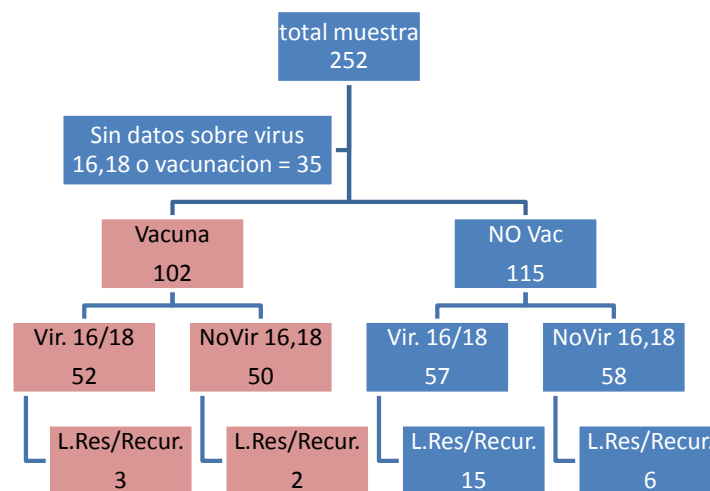 total muestra
252
Sin datos sobre virus
16,18 o vacunacion = 35
Vacuna
102
NO Vac
115
Vir. 16/18
52
NoVir 16,18
50
Vir. 16/18
57
NoVir 16,18
58
L.Res/Recur.
3
L.Res/Recur.
2
L.Res/Recur.
15
L.Res/Recur.
6